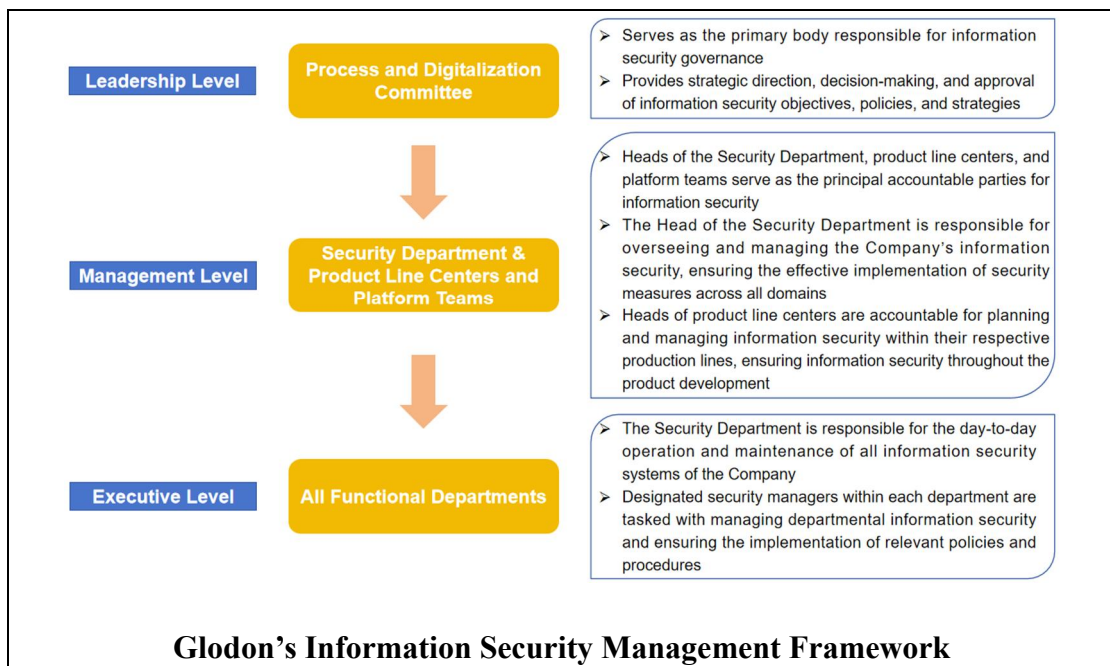 Leadership Level
Process and Digitalization
Committee
➢ Serves as the primary body responsible for information
security governance
➢ Provides strategic direction, decision-making, and approval
of information security objectives, policies, and strategies
Management Level
Security Department &
Product Line Centers and
Platform Teams
➢ Heads of the Security Department, product line centers, and
platform teams serve as the principal accountable parties for
information security
➢ The Head of the Security Department is responsible for
overseeing and managing the Company's information
security, ensuring the effective implementation of security
measures across all domains
➢ Heads of product line centers are accountable for planning
and managing information security within their respective
production lines, ensuring information security throughout the
product development
Executive Level
All Functional Departments
➢ The Security Department is responsible for the day-to-day
operation and maintenance of all information security
systems of the Company
➢ Designated security managers within each department are
tasked with managing departmental information security
and ensuring the implementation of relevant policies and
procedures
Glodon's Information Security Management Framework